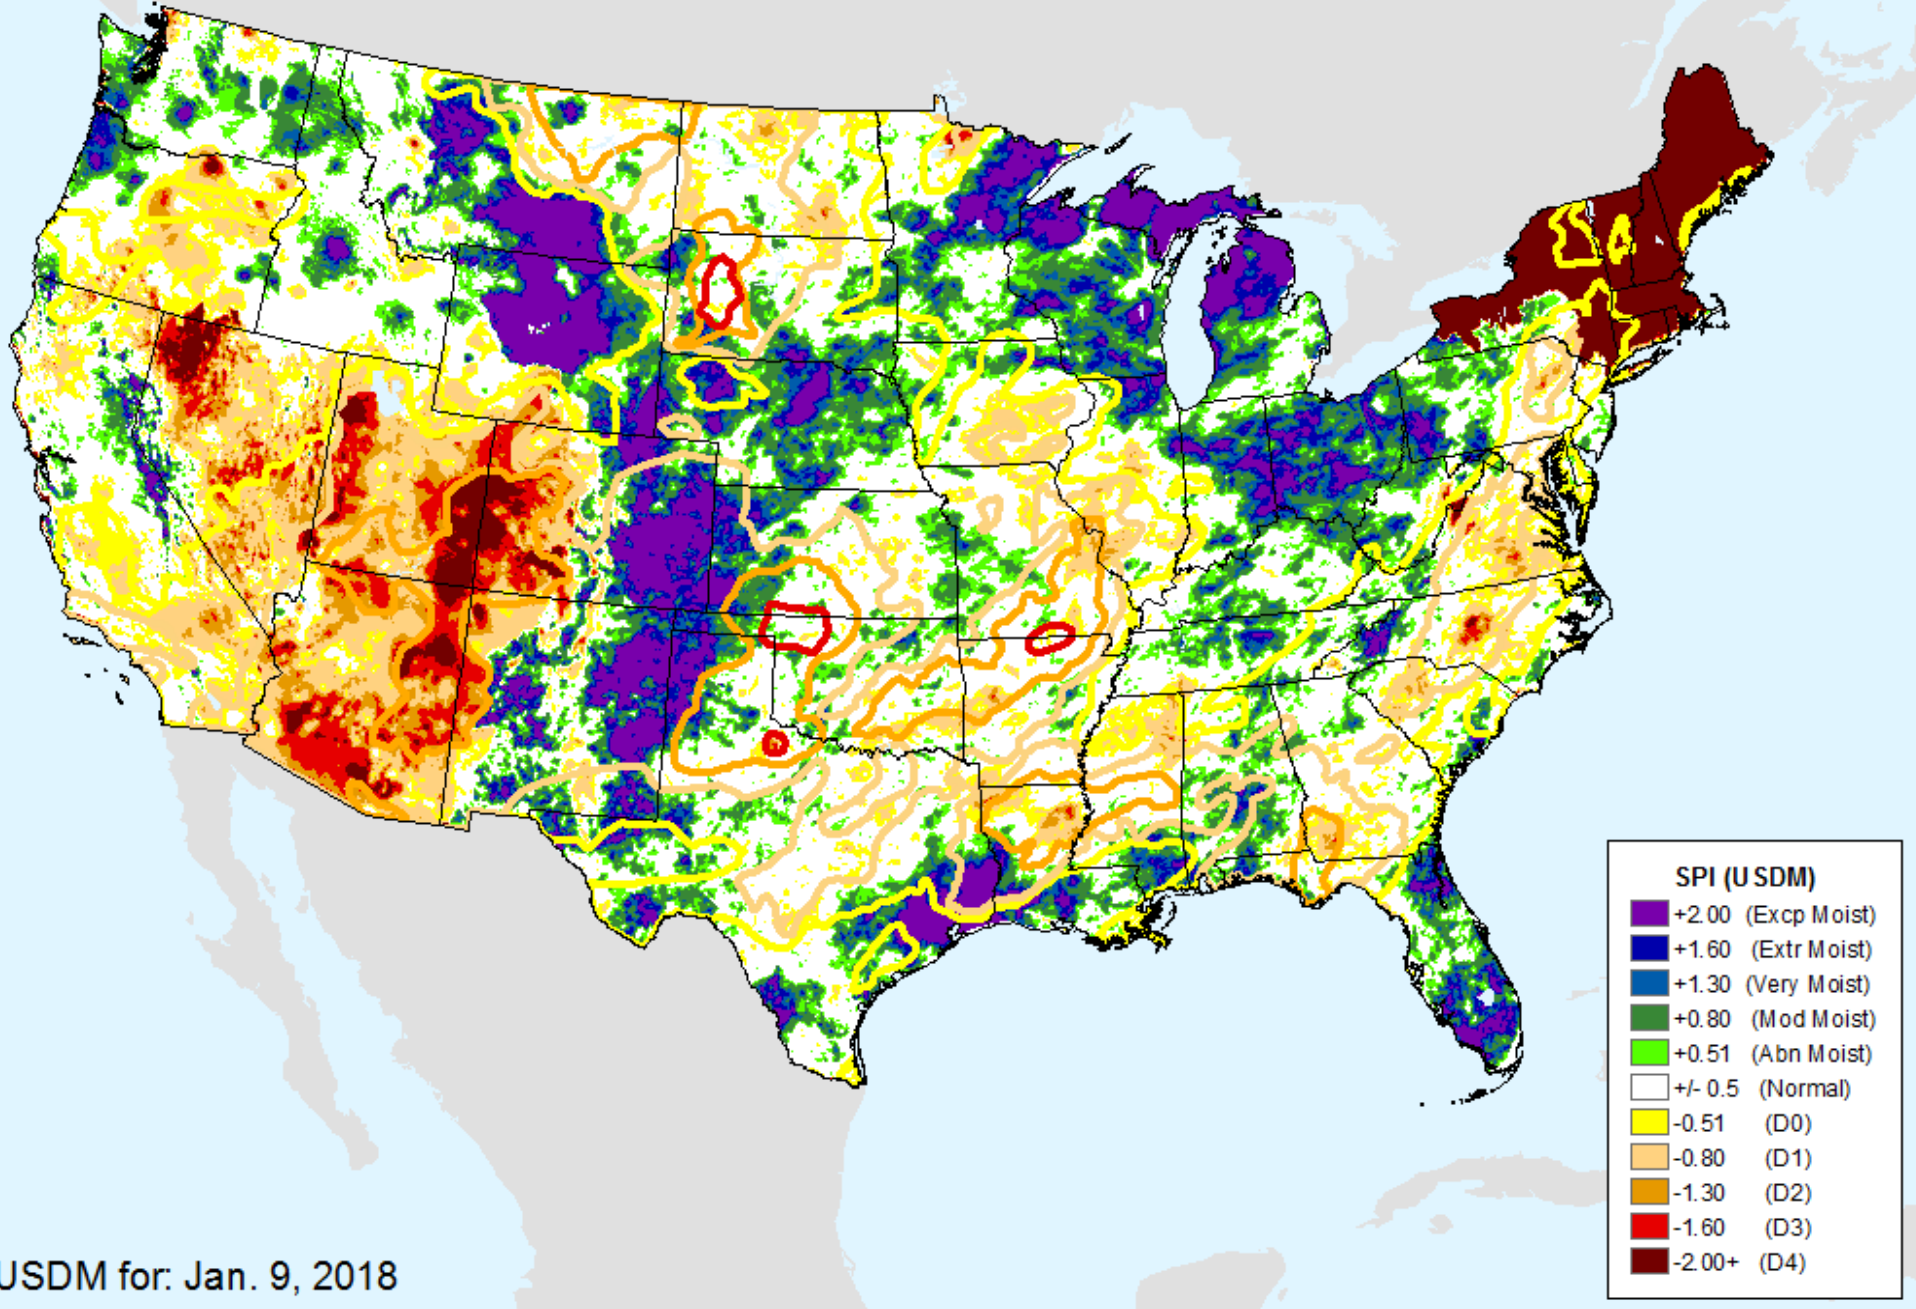 SPI (USDM)
+2.00 (Excp Moist)
+1.60 (Extr Moist)
+1.30 (Very Moist)
+0.80 (Mod Moist)
+0.51 (Abn Moist)
+/- 0.5 (Normal)
-0.51 (D0)
-0.80 (D1)
-1.30 (D2)
-1.60 (D3)
-2.00+ (D4)
USDM for: Jan. 9, 2018